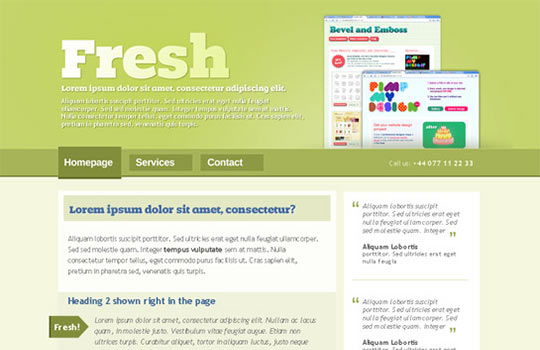 Fresh
Lorem ipsum dolor sit amet, consectetur adipiscing elit.
Aliquam lobortis suscipit porttitor. Sed ultricies erat eget nulla feugiat
ullamcorper. Sed sed molestie quam. Integer tempus vulputate sem at mattis.
Nulla consectetur tempor tellus, eget commodo purus facilisis ut. Cras sapien elit,
pretium in pharetra sed, venenatis quis turpis.
Bevel and Emboss
PIMP
MY
DESIGN
after
Homepage
Services
Contact
Call us: +44 077 11 22 33
Lorem ipsum dolor sit amet, consectetur?
Aliquam lobortis suscipit porttitor. Sed ultricies erat eget nulla feugiat ullamcorper.
Sed sed molestie quam. Integer tempus vulputate sem at mattis. Nulla
consectetur tempor tellus, eget commodo purus facilisis ut. Cras sapien elit,
pretium in pharetra sed, venenatis quis turpis.
Heading 2 shown right in the page
Fresh!
Lorem ipsum dolor sit amet, consectetur adipiscing elit. Nullam ac lacus
quam, in molestie justo. Vestibulum vitae feugiat augue. Etiam non
ultrices turpis. Curabitur aliquet, tortor in aliquam luctus, justo neque
“ Aliquam lobortis suscipit
porttitor. Sed ultricies erat eget
nulla feugiat ullamcorper. Sed
sed molestie quam. Integer ”
Aliquam Lobortis
porttitor. Sed ultricies erat eget
nulla feugia
“ Aliquam lobortis suscipit
porttitor. Sed ultricies erat eget
nulla feugiat ullamcorper. Sed
sed molestie quam. Integer ”
Aliquam Lobortis